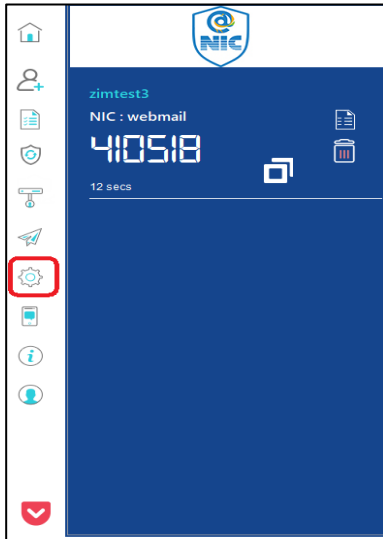 @
NIC
zimtest3
NIC : webmail
410518
12 secs
i